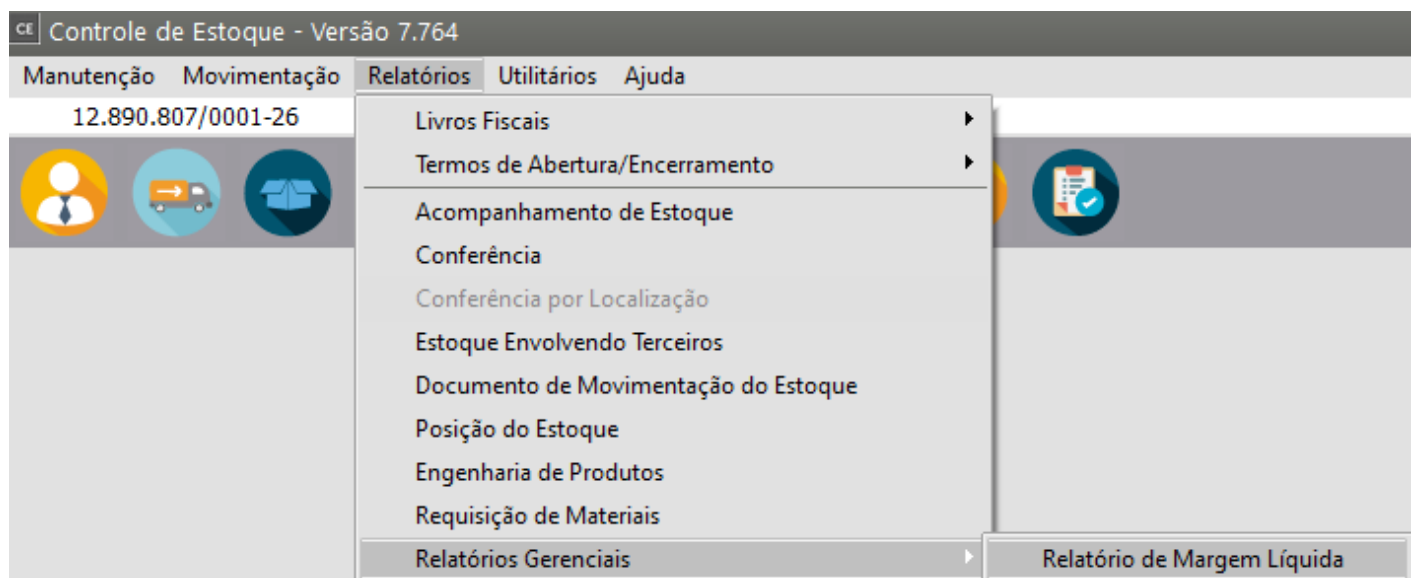 CE Controle de Estoque - Versão 7.764
Manutenção Movimentação Relatórios Utilitários Ajuda
12.890.807/0001-26
Livros Fiscais
Termos de Abertura/Encerramento
Acompanhamento de Estoque
Conferência
Conferência por Localização
Estoque Envolvendo Terceiros
Documento de Movimentação do Estoque
Posição do Estoque
Engenharia de Produtos
Requisição de Materiais
Relatórios Gerenciais
Relatório de Margem Líquida